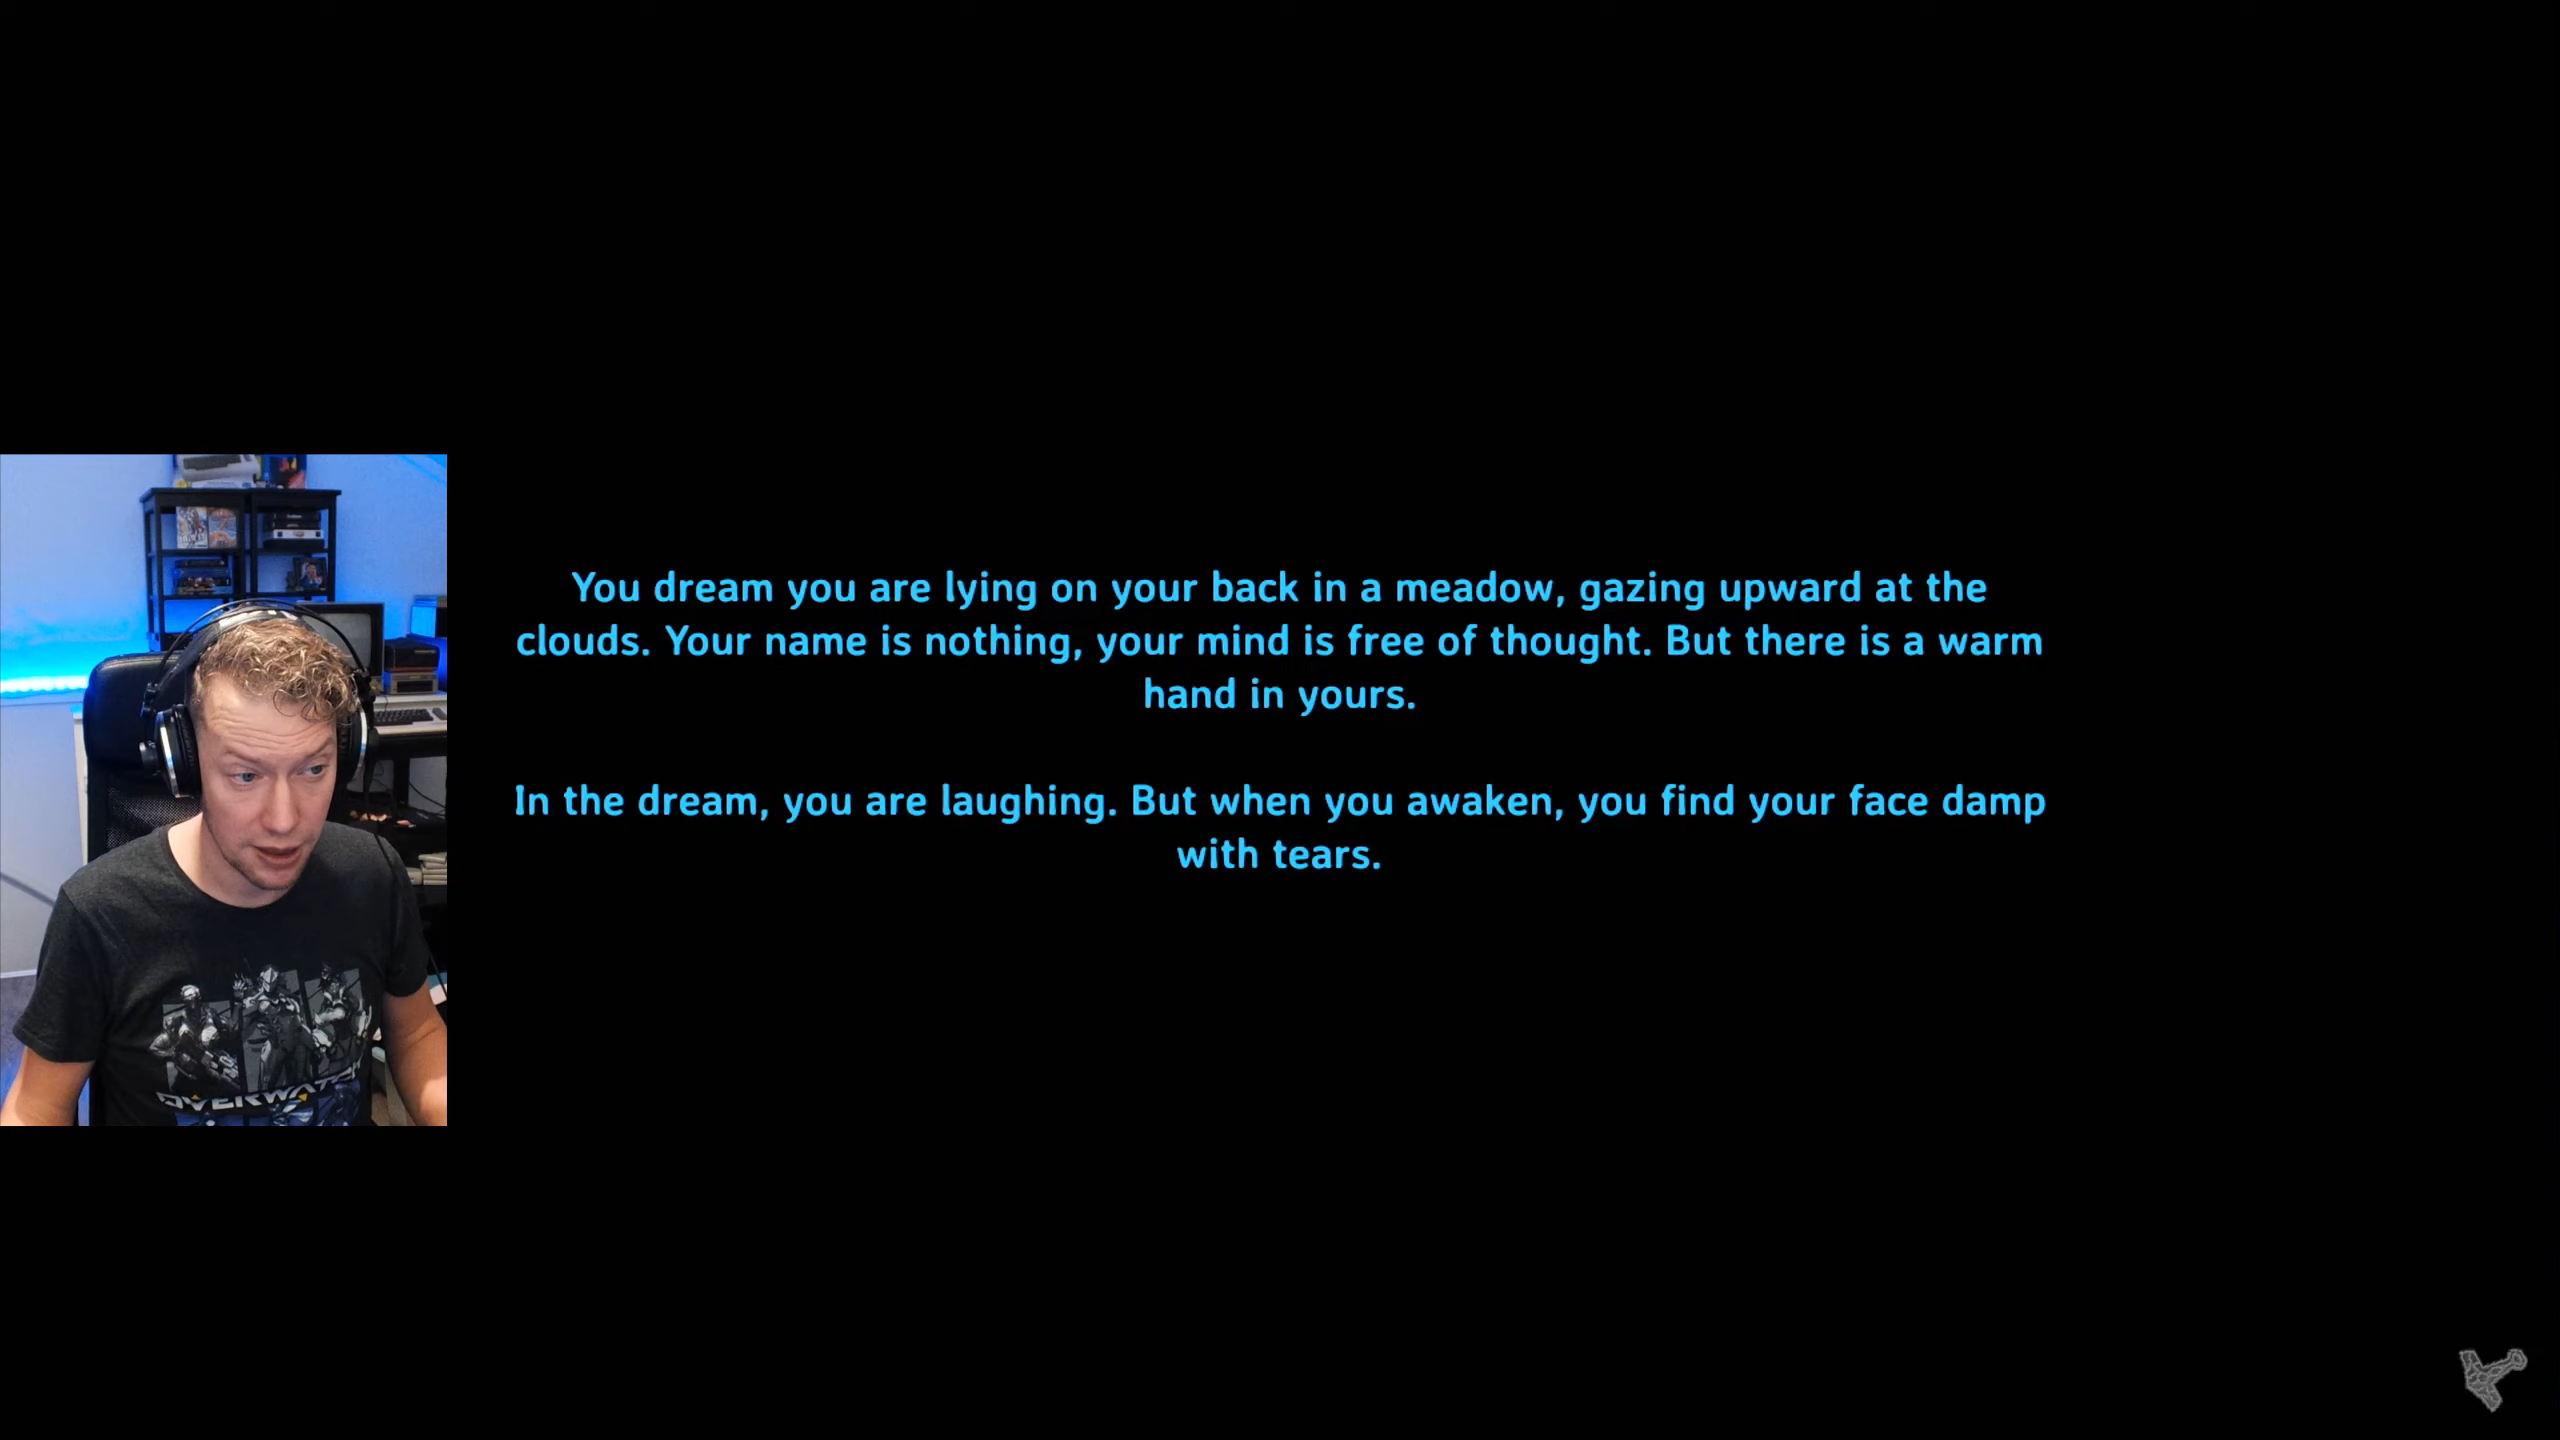 You dream you are lying on your back in a meadow, gazing upward at the
clouds. Your name is nothing, your mind is free of thought. But there is a warm
hand in yours.
In the dream, you are laughing. But when you awaken, you find your face damp
with tears.
OVERWATCH